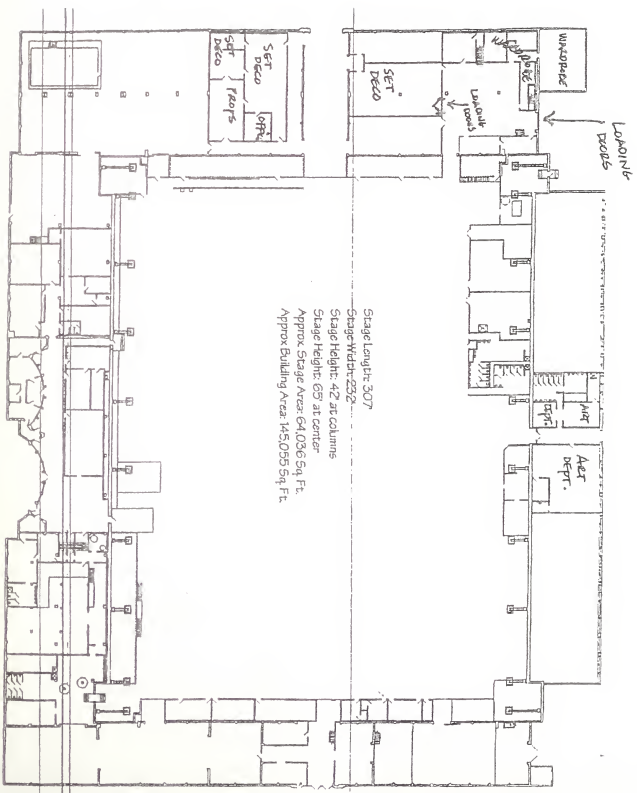 WARDROBE
LOADING
DOORS
SET
DECO
SET
DECO
PROPS
SET
DECO
LOADING
DOORS
Stage Length: 307'
Stage Width: 232'
Stage Height: 42' at columns
Stage Height: 65' at center
Approx Stage Area: 64,036 Sq. Ft.
Approx Building Area: 145,055 Sq. Ft.
ART
DEPT.
ART
DEPT.